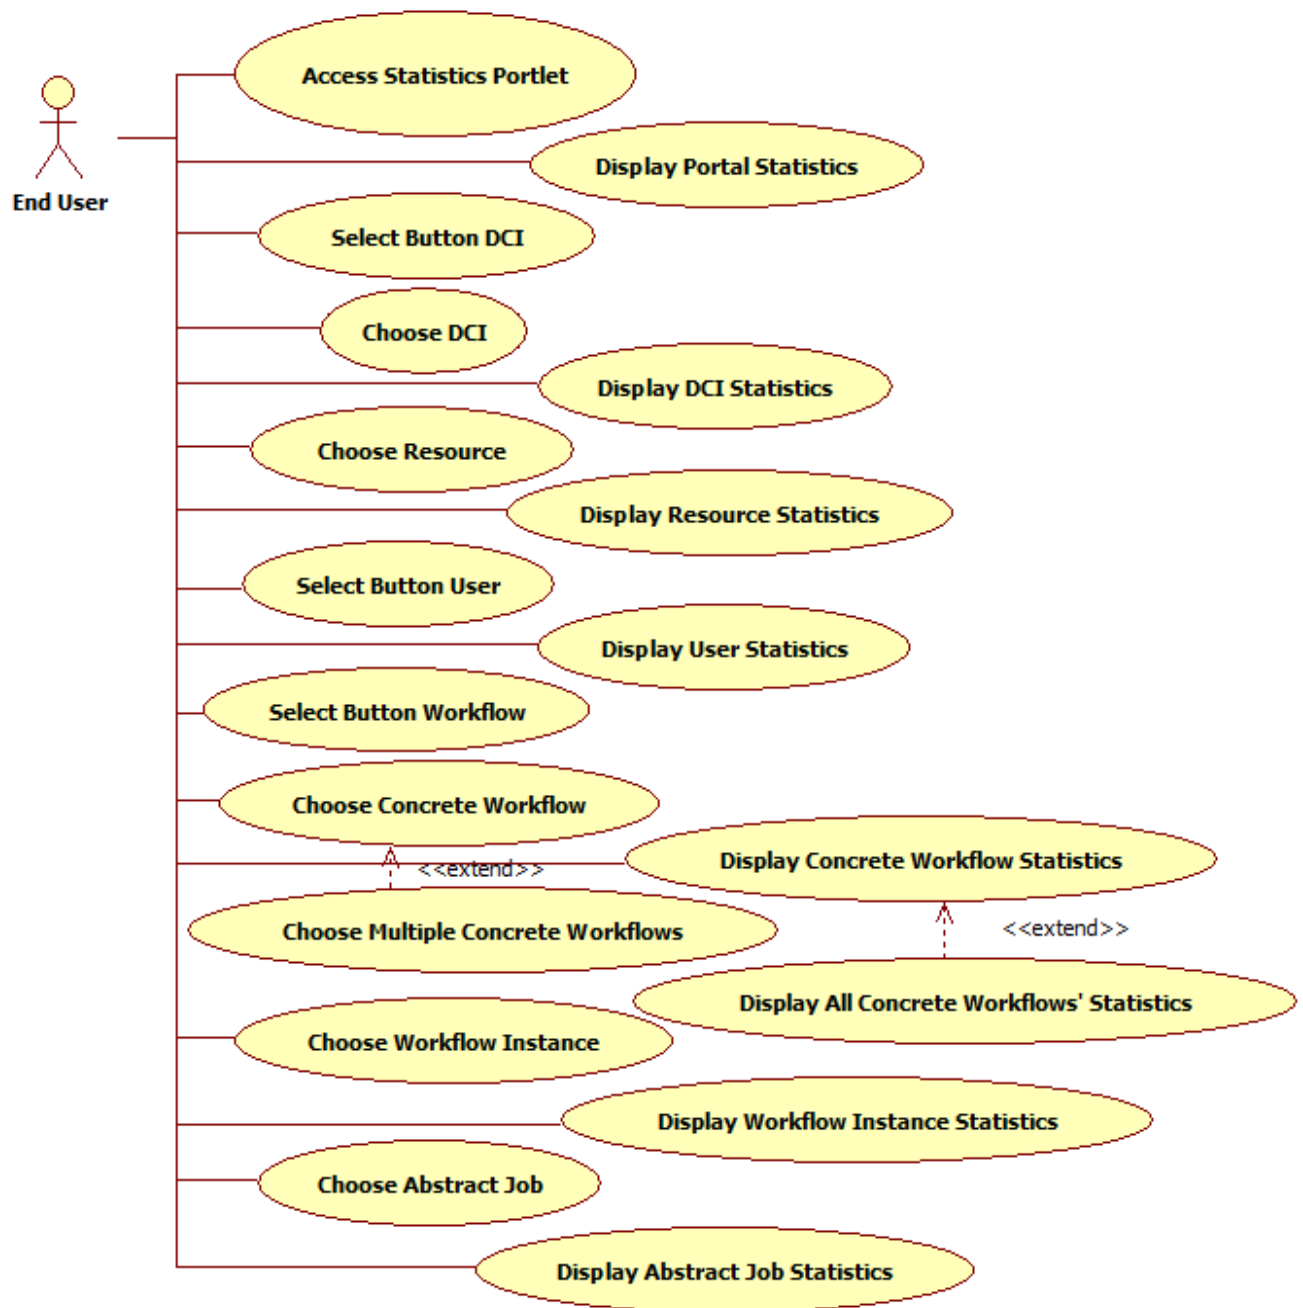 Access Statistics Portlet
End User
Display Portal Statistics
Select Button DCI
Choose DCI
Display DCI Statistics
Choose Resource
Display Resource Statistics
Select Button User
Display User Statistics
Select Button Workflow
Choose Concrete Workflow
Display Concrete Workflow Statistics
<<extend>>
Choose Multiple Concrete Workflows
<<extend>>
Display All Concrete Workflows' Statistics
Choose Workflow Instance
Display Workflow Instance Statistics
Choose Abstract Job
Display Abstract Job Statistics